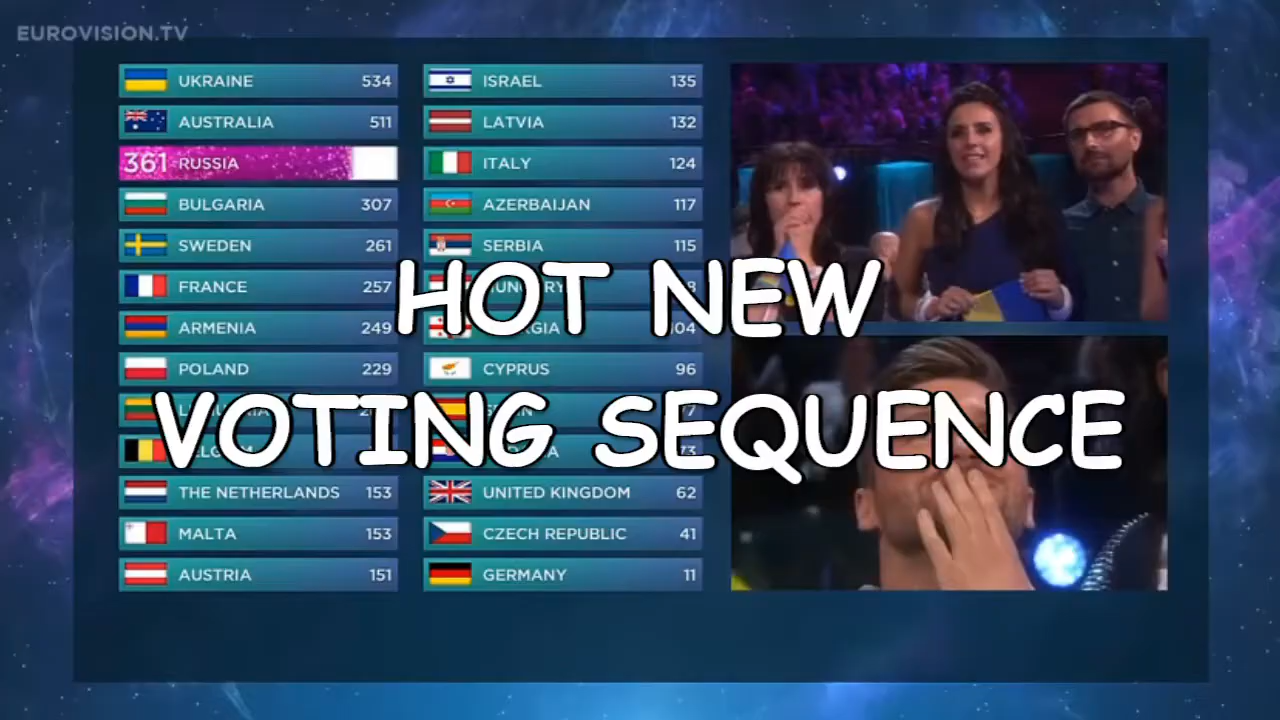 EUROVISION.TV
UKRAINE 534
AUSTRALIA 511
361 RUSSIA
BULGARIA 307
SWEDEN 261
FRANCE 257
ARMENIA 249
POLAND 229
THE NETHERLANDS 153
MALTA 153
AUSTRIA 151
ISRAEL 135
LATVIA 132
ITALY 124
AZERBAIJAN 117
SERBIA 115
CYPRUS 96
UNITED KINGDOM 62
CZECH REPUBLIC 41
GERMANY 11
HOT NEW
VOTING SEQUENCE